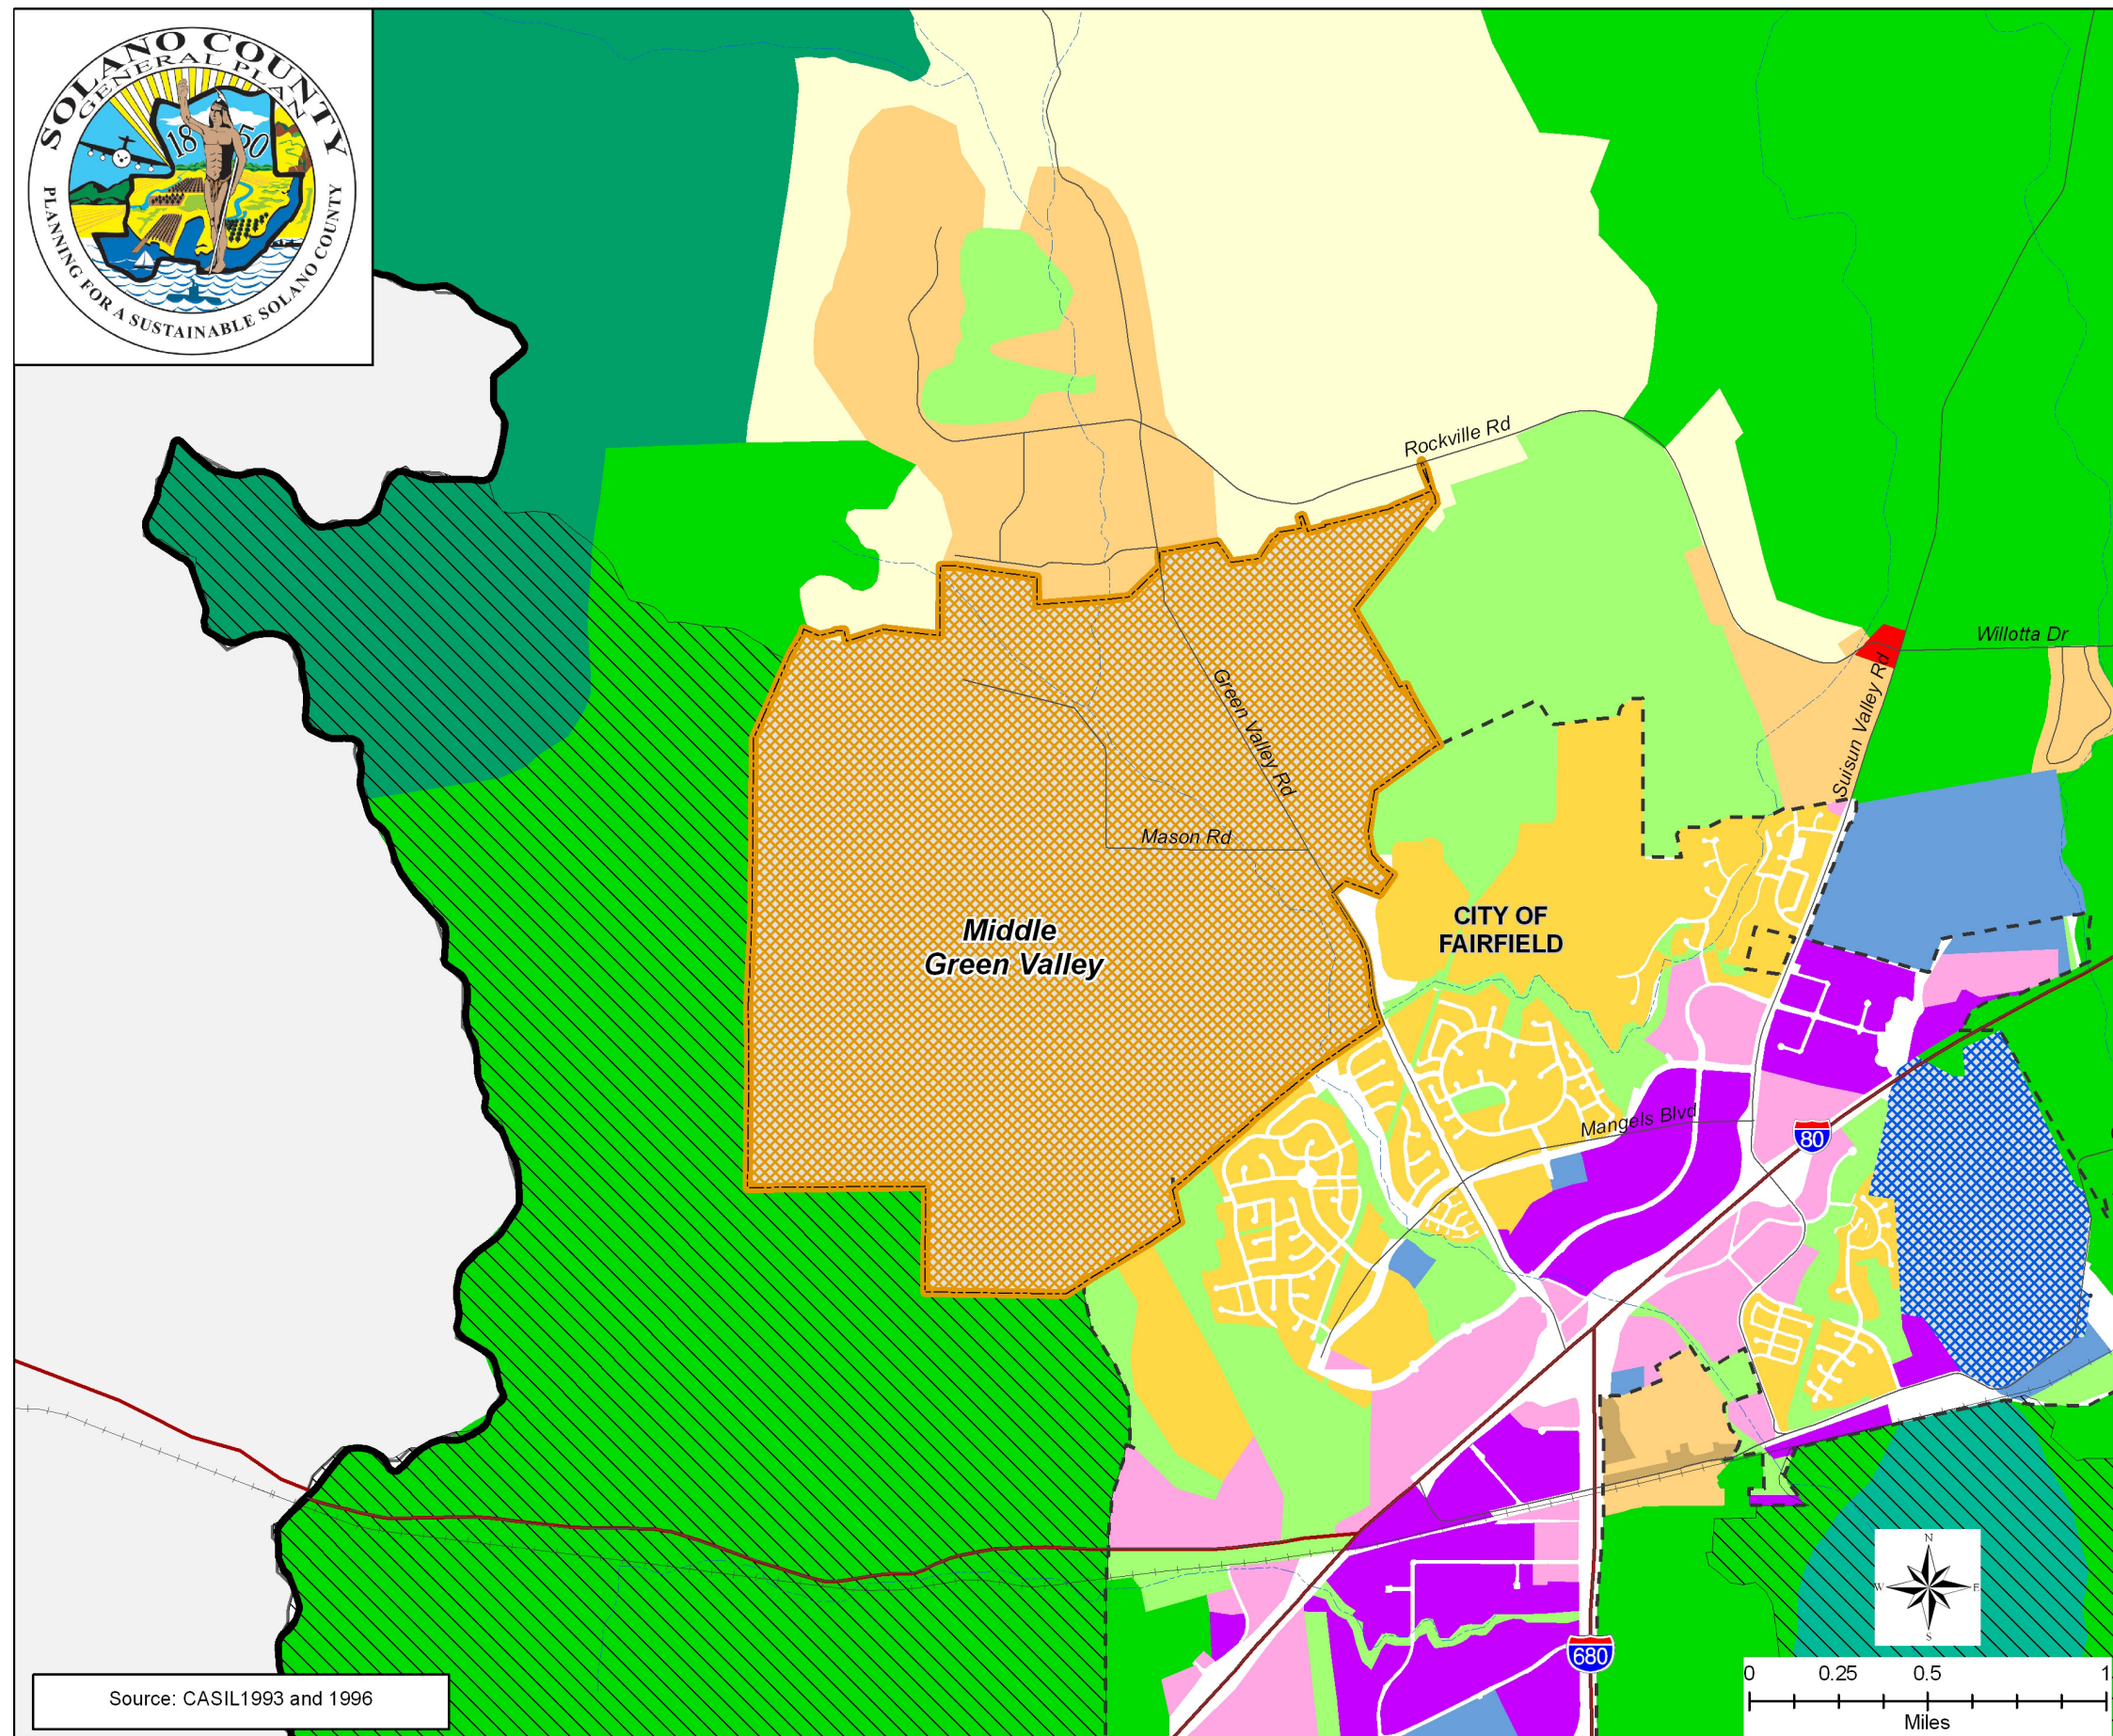 SOLANO COUNTY
GENERAL PLAN
18 50
PLANNING FOR A SUSTAINABLE SOLANO COUNTY
Rockville Rd
Willotta Dr
Suisun Valley Rd
Green Valley Rd
Mason Rd
Middle
Green Valley
CITY OF
FAIRFIELD
Mangels Blvd
80
680
N
W E
S
Source: CASIL1993 and 1996
0 0.25 0.5 1
Miles